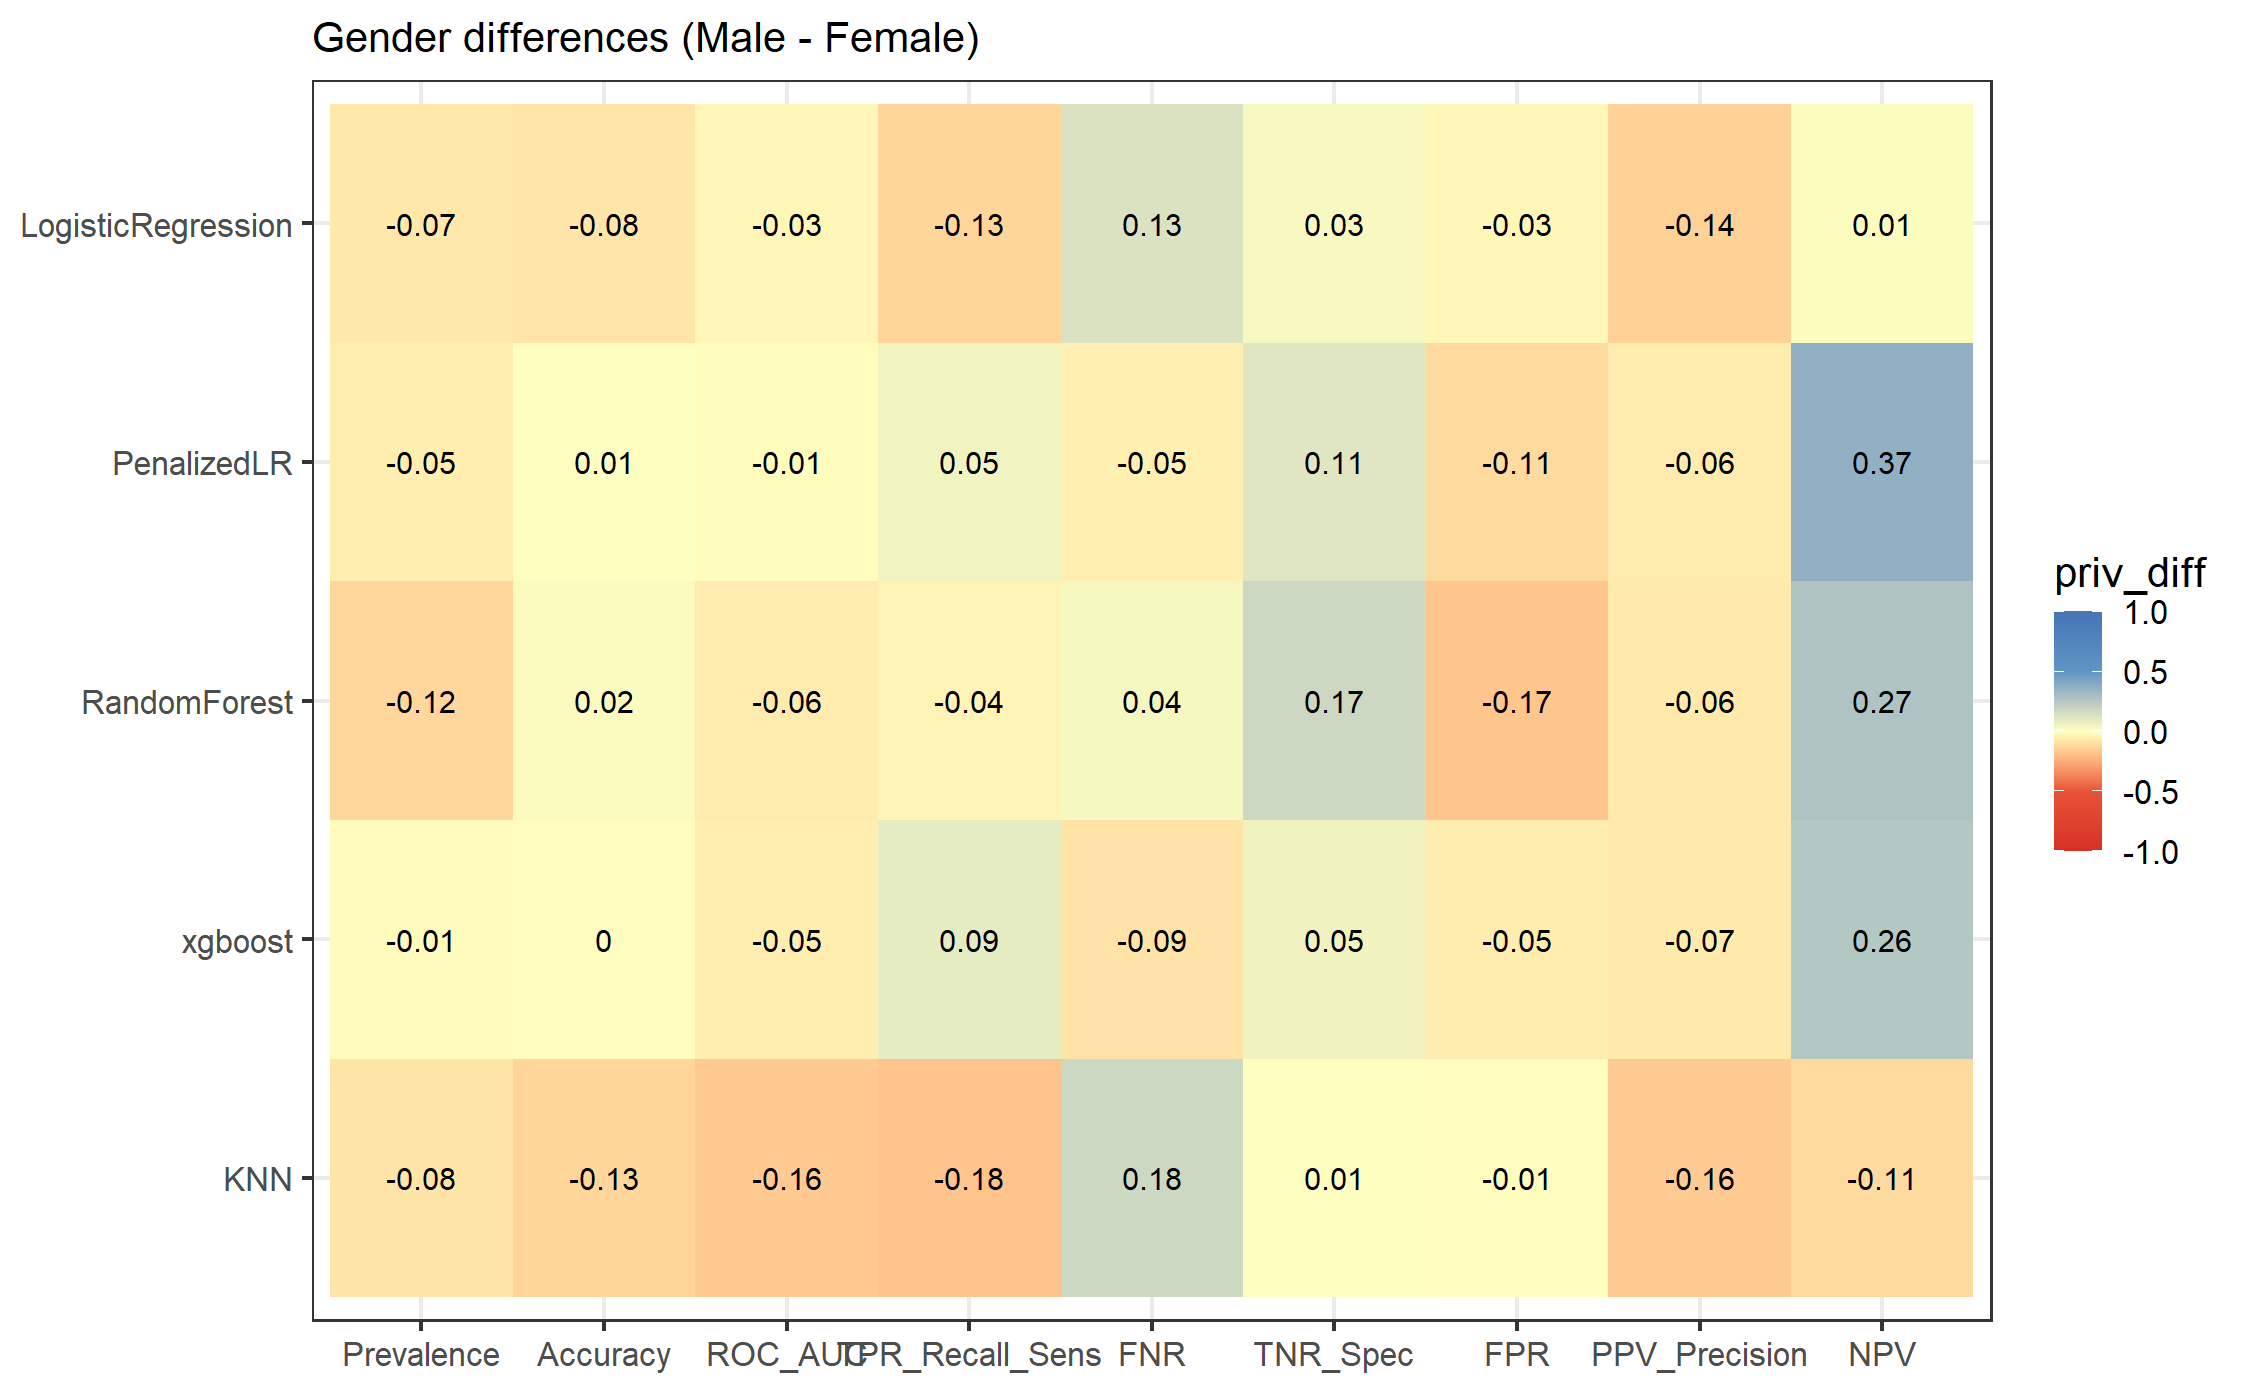 Gender differences (Male - Female)
LogisticRegression -0.07 -0.08 -0.03 -0.13 0.13 0.03 -0.03 -0.14 0.01
PenalizedLR -0.05 0.01 -0.01 0.05 -0.05 0.11 -0.11 -0.06 0.37
RandomForest -0.12 0.02 -0.06 -0.04 0.04 0.17 -0.17 -0.06 0.27
xgboost -0.01 0 -0.05 0.09 -0.09 0.05 -0.05 -0.07 0.26
KNN -0.08 -0.13 -0.16 -0.18 0.18 0.01 -0.01 -0.16 -0.11
Prevalence Accuracy ROC_AUC TPR_Recall_Sens FNR TNR_Spec FPR PPV_Precision NPV
priv_diff
1.0
0.5
0.0
-0.5
-1.0